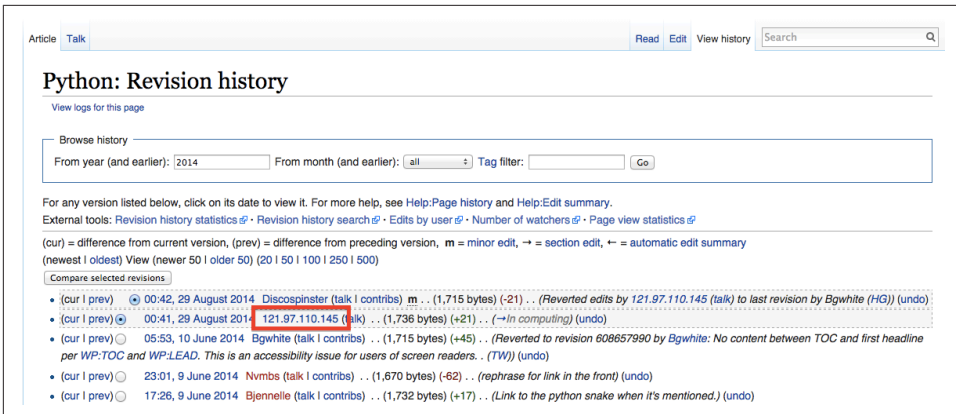 Article Talk Read Edit View history Search
Python: Revision history
View logs for this page
Browse history
From year (and earlier): 2014 From month (and earlier): all Tag filter: Go
For any version listed below, click on its date to view it. For more help, see Help:Page history and Help:Edit summary.
External tools: Revision history statistics · Revision history search · Edits by user · Number of watchers · Page view statistics
(cur) = difference from current version, (prev) = difference from preceding version, m = minor edit, → = section edit, ← = automatic edit summary
(newest | oldest) View (newer 50 | older 50) (20 | 50 | 100 | 250 | 500)
Compare selected revisions
• (cur | prev) 00:42, 29 August 2014 Discospinster (talk | contribs) m . . (1,715 bytes) (-21) . . (Reverted edits by 121.97.110.145 (talk) to last revision by Bgwhite (HG)) (undo)
• (cur | prev) 00:41, 29 August 2014 121.97.110.145 (talk) . . (1,736 bytes) (+21) . . (→In computing) (undo)
• (cur | prev) 05:53, 10 June 2014 Bgwhite (talk | contribs) . . (1,715 bytes) (+45) . . (Reverted to revision 608657990 by Bgwhite: No content between TOC and first headline
per WP:TOC and WP:LEAD. This is an accessibility issue for users of screen readers. . (TW)) (undo)
• (cur | prev) 23:01, 9 June 2014 Nvmbs (talk | contribs) . . (1,670 bytes) (-62) . . (rephrase for link in the front) (undo)
• (cur | prev) 17:26, 9 June 2014 Bjennelle (talk | contribs) . . (1,732 bytes) (+17) . . (Link to the python snake when it's mentioned.) (undo)